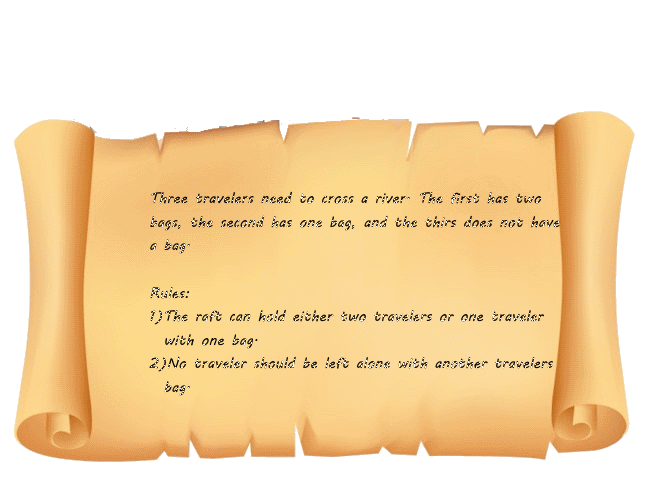 Three travelers need to cross a river. The first has two
bags, the second has one bag, and the thirs does not have
a bag.
Rules:
1)The raft can hold either two travelers or one traveler
with one bag.
2)No traveler should be left alone with another travelers
bag.